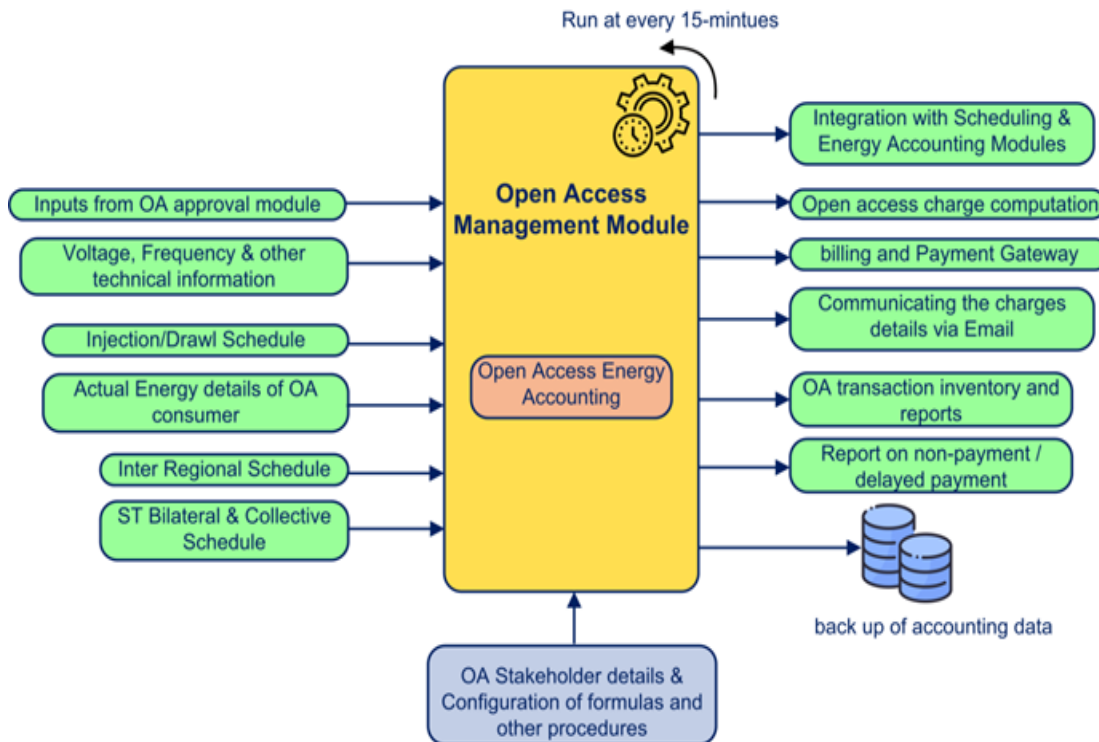 Run at every 15-mintues
Open Access
Management Module
Open Access Energy
Accounting
Inputs from OA approval module
Voltage, Frequency & other
technical information
Injection/Drawl Schedule
Actual Energy details of OA
consumer
Inter Regional Schedule
ST Bilateral & Collective
Schedule
Integration with Scheduling &
Energy Accounting Modules
Open access charge computation
billing and Payment Gateway
Communicating the charges
details via Email
OA transaction inventory and
reports
Report on non-payment /
delayed payment
back up of accounting data
OA Stakeholder details &
Configuration of formulas and
other procedures